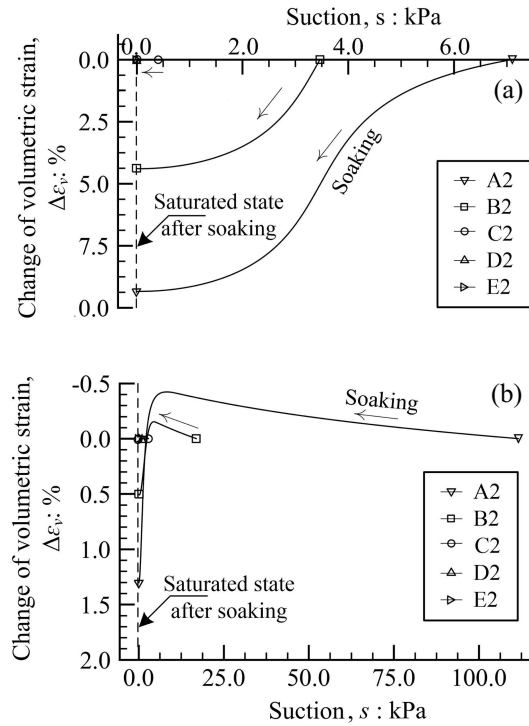 Suction, s : kPa
0.0 2.0 4.0 6.0
0.0
2.5
5.0
7.5
0.0
Change of volumetric strain,
Δεv: %
(a)
Soaking
Saturated state
after soaking
A2
B2
C2
D2
E2
-0.5
0.0
0.5
1.0
1.5
2.0
Change of volumetric strain,
Δεv: %
(b)
Soaking
Saturated state
after soaking
A2
B2
C2
D2
E2
0.0 25.0 50.0 75.0 100.0
Suction, s : kPa